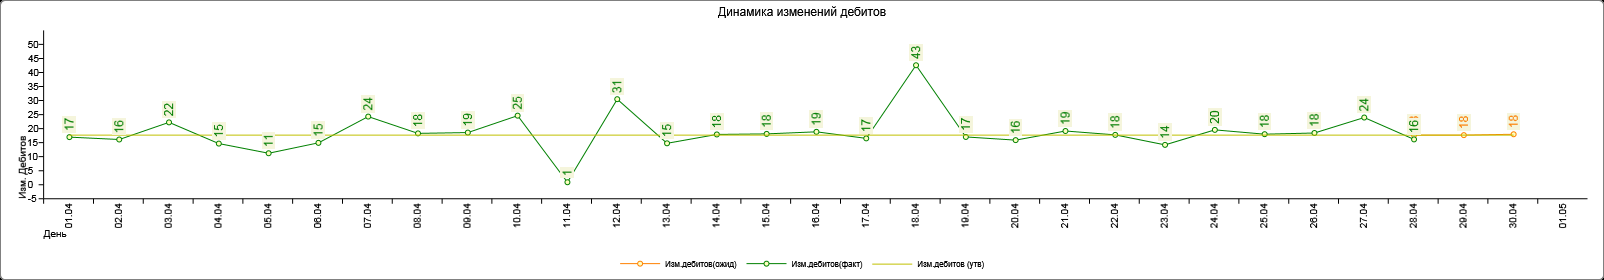 Динамика изменений дебитов
50
45
40
35
30
25
20
15
10
5
0
-5
Изм. Дебитов
17 16 22 15 11 15 24 18 19 25 1 31 15 18 18 19 17 43 17 16 19 18 14 20 18 18 24 16 18 18
01.04 02.04 03.04 04.04 05.04 06.04 07.04 08.04 09.04 10.04 11.04 12.04 13.04 14.04 15.04 16.04 17.04 18.04 19.04 20.04 21.04 22.04 23.04 24.04 25.04 26.04 27.04 28.04 29.04 30.04 01.05
День
Изм.дебитов(ожид) Изм.дебитов(факт) Изм.дебитов (утв)